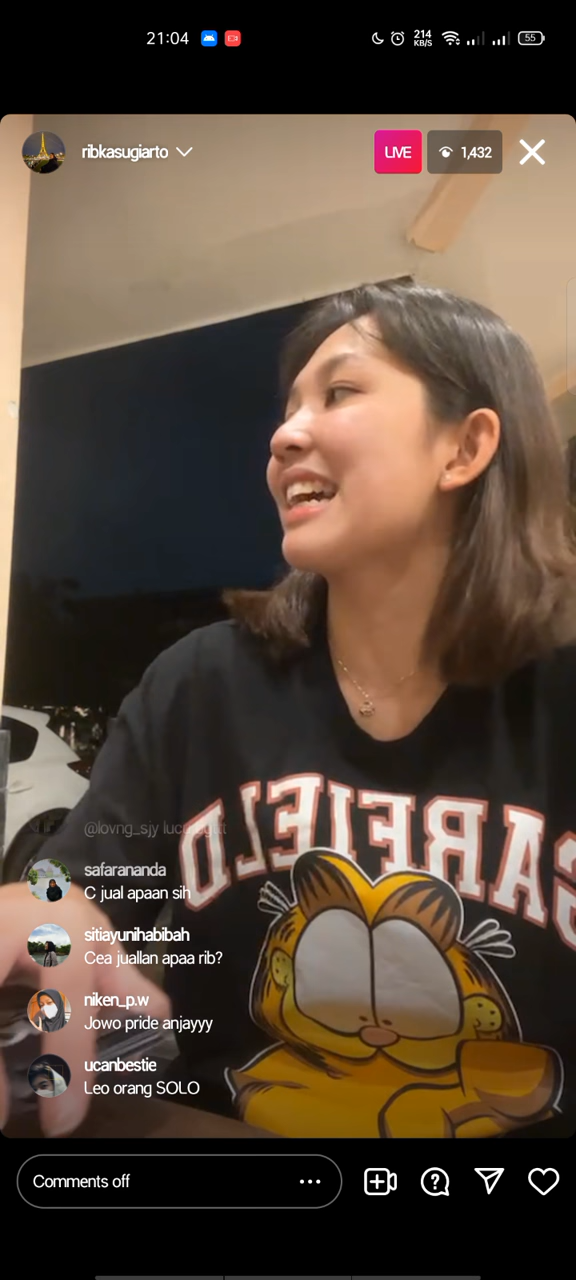 21:04
214
KB/S
55
ribkasugiarto
LIVE
1,432
GARFIELD
@lovng_sjy
safarananda
C jual apaan sih
sitiayunihabibah
Cea juallan apaa rib?
niken_p.w
Jowo pride anjayyy
ucanbestie
Leo orang SOLO
Comments off